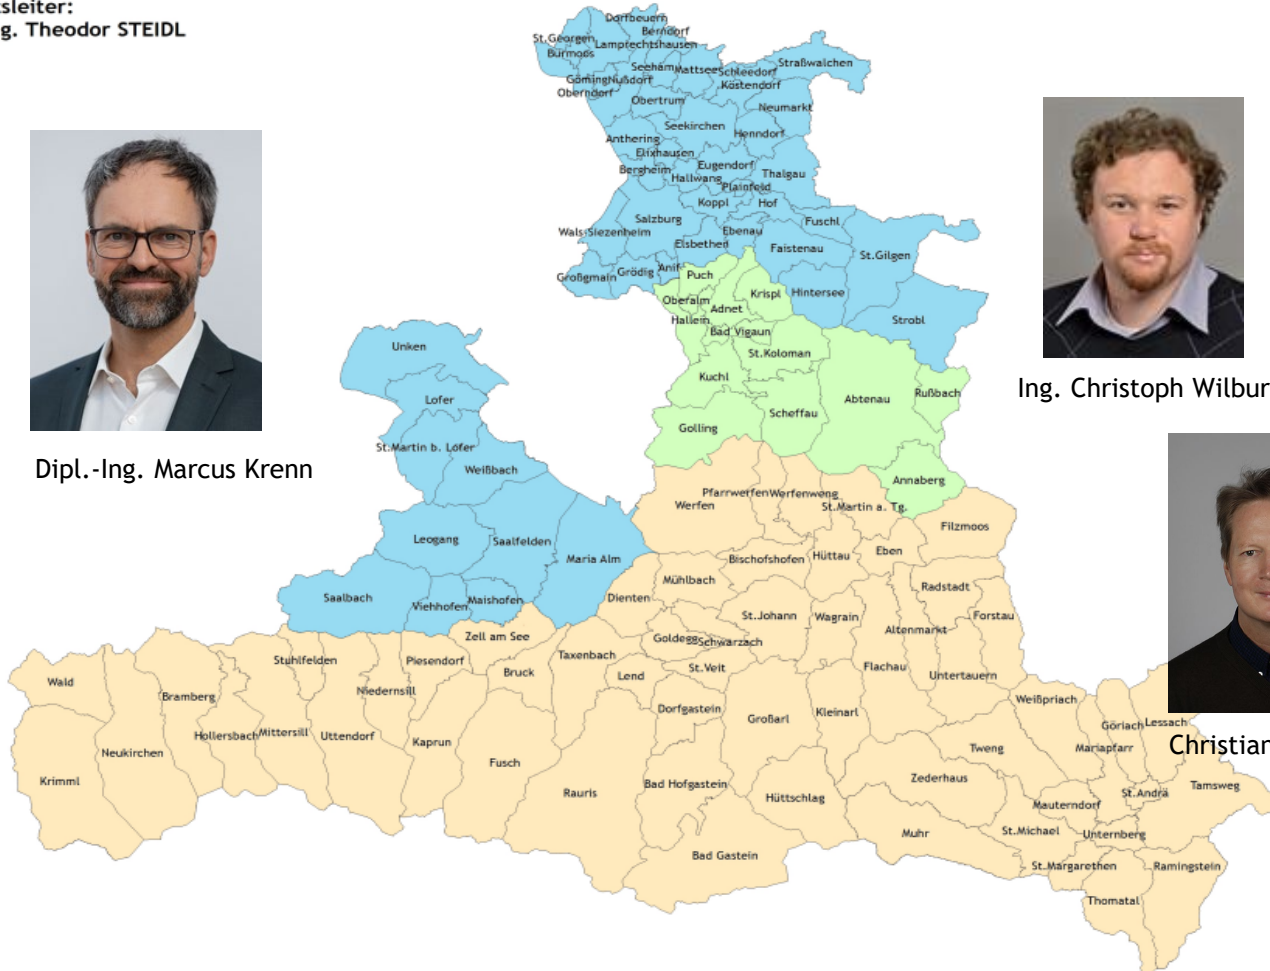 sleiter:
g. Theodor STEIDL
Dorfbeuern
Berndorf
St.Georgen
Lamprechtshausen
Bürmoos
Straßwalchen
Seeham
Mattsee
Schleedorf
Göming
Nußdorf
Köstendorf
Oberndorf
Obertrum
Neumarkt
Seekirchen
Henndorf
Anthering
Elixhausen
Eugendorf
Bergheim
Hallwang
Thalgau
Plainfeld
Koppl
Hof
Salzburg
Fuschl
Wals-Siezenheim
Ebenau
Elsbethen
Faistenau
St.Gilgen
Großgmain
Grödig
Anif
Puch
Krispl
Hintersee
Oberalm
Adnet
Hallein
Strobl
Bad Vigaun
Unken
St.Koloman
Kuchl
Rußbach
Lofer
Abtenau
Scheffau
Golling
St.Martin b. Lofer
Weißbach
Annaberg
Pfarrwerfen
Werfenweng
Werfen
St.Martin a. Tg.
Filzmoos
Leogang
Saalfelden
Maria Alm
Bischofshofen
Hüttau
Eben
Mühlbach
Radstadt
Saalbach
Viehhofen
Maishofen
Dienten
St.Johann
Wagrain
Forstau
Altenmarkt
Zell am See
Goldegg
Schwarzach
Stuhlfelden
Piesendorf
Taxenbach
St.Veit
Flachau
Bruck
Lend
Untertauern
Wald
Niedernsill
Bramberg
Weißpriach
Dorfgastein
Großarl
Kleinarl
Göriach
Lessach
Hollersbach
Mittersill
Uttendorf
Kaprun
Neukirchen
Tweng
Mariapfarr
Fusch
Krimml
Zederhaus
Bad Hofgastein
Tamsweg
Rauris
Hüttschlag
St.Andrä
Mauterndorf
Muhr
St.Michael
Unternberg
Bad Gastein
St.Margarethen
Ramingstein
Thomatal
Dipl.-Ing. Marcus Krenn
Ing. Christoph Wilbur
Christian